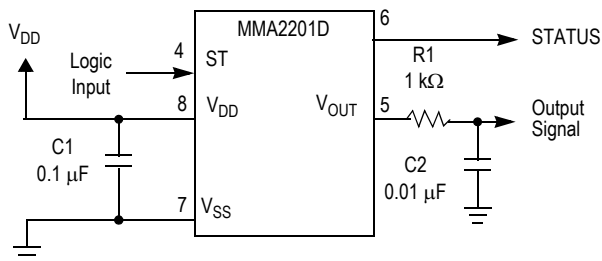 MMA2201D
6
STATUS
V_DD
4
ST
Logic
Input
R1
1 kΩ
8
V_DD
V_OUT
5
Output
Signal
C1
0.1 μF
C2
0.01 μF
7
V_SS